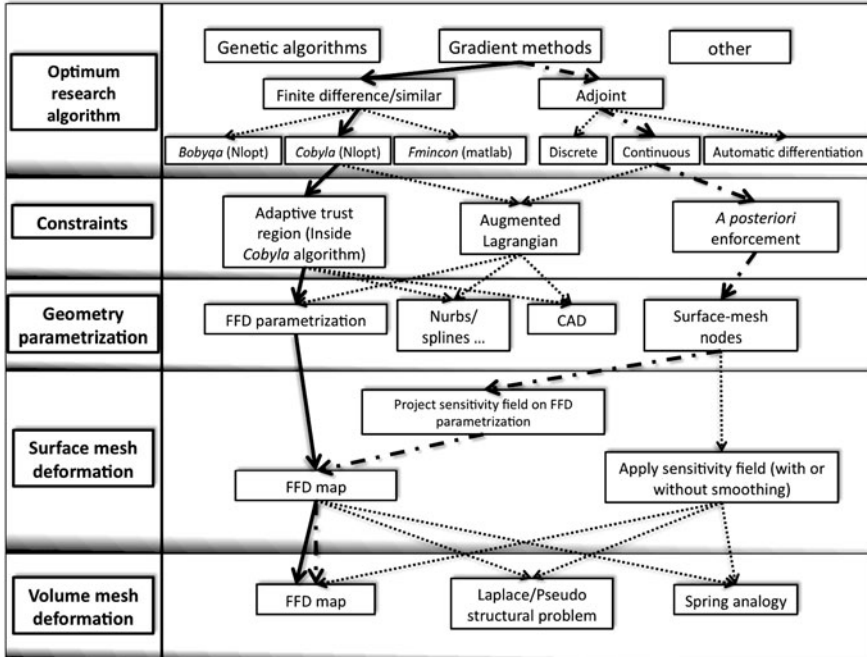 Genetic algorithms
Gradient methods
other
Optimum
research
algorithm
Finite difference/similar
Adjoint
Bobyqa (Nlopt)
Cobyla (Nlopt)
Fmincon (matlab)
Discrete
Continuous
Automatic differentiation
Constraints
Adaptive trust
region (Inside
Cobyla algorithm)
Augmented
Lagrangian
A posteriori
enforcement
Geometry
parametrization
FFD parametrization
Nurbs/
splines ...
CAD
Surface-mesh
nodes
Surface mesh
deformation
Project sensitivity field on FFD
parametrization
FFD map
Apply sensitivity field (with or
without smoothing)
Volume mesh
deformation
FFD map
Laplace/Pseudo
structural problem
Spring analogy